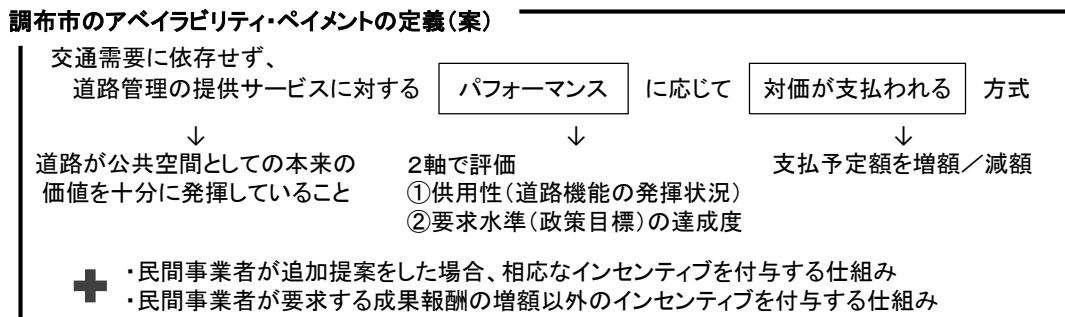 調布市のアベイラビリティ・ペイメントの定義(案)
交通需要に依存せず、
道路管理の提供サービスに対する パフォーマンス に応じて 対価が支払われる 方式
↓ ↓ ↓
道路が公共空間としての本来の
価値を十分に発揮していること
2軸で評価
①供用性(道路機能の発揮状況)
②要求水準(政策目標)の達成度
支払予定額を増額/減額
・民間事業者が追加提案をした場合、相応なインセンティブを付与する仕組み
・民間事業者が要求する成果報酬の増額以外のインセンティブを付与する仕組み